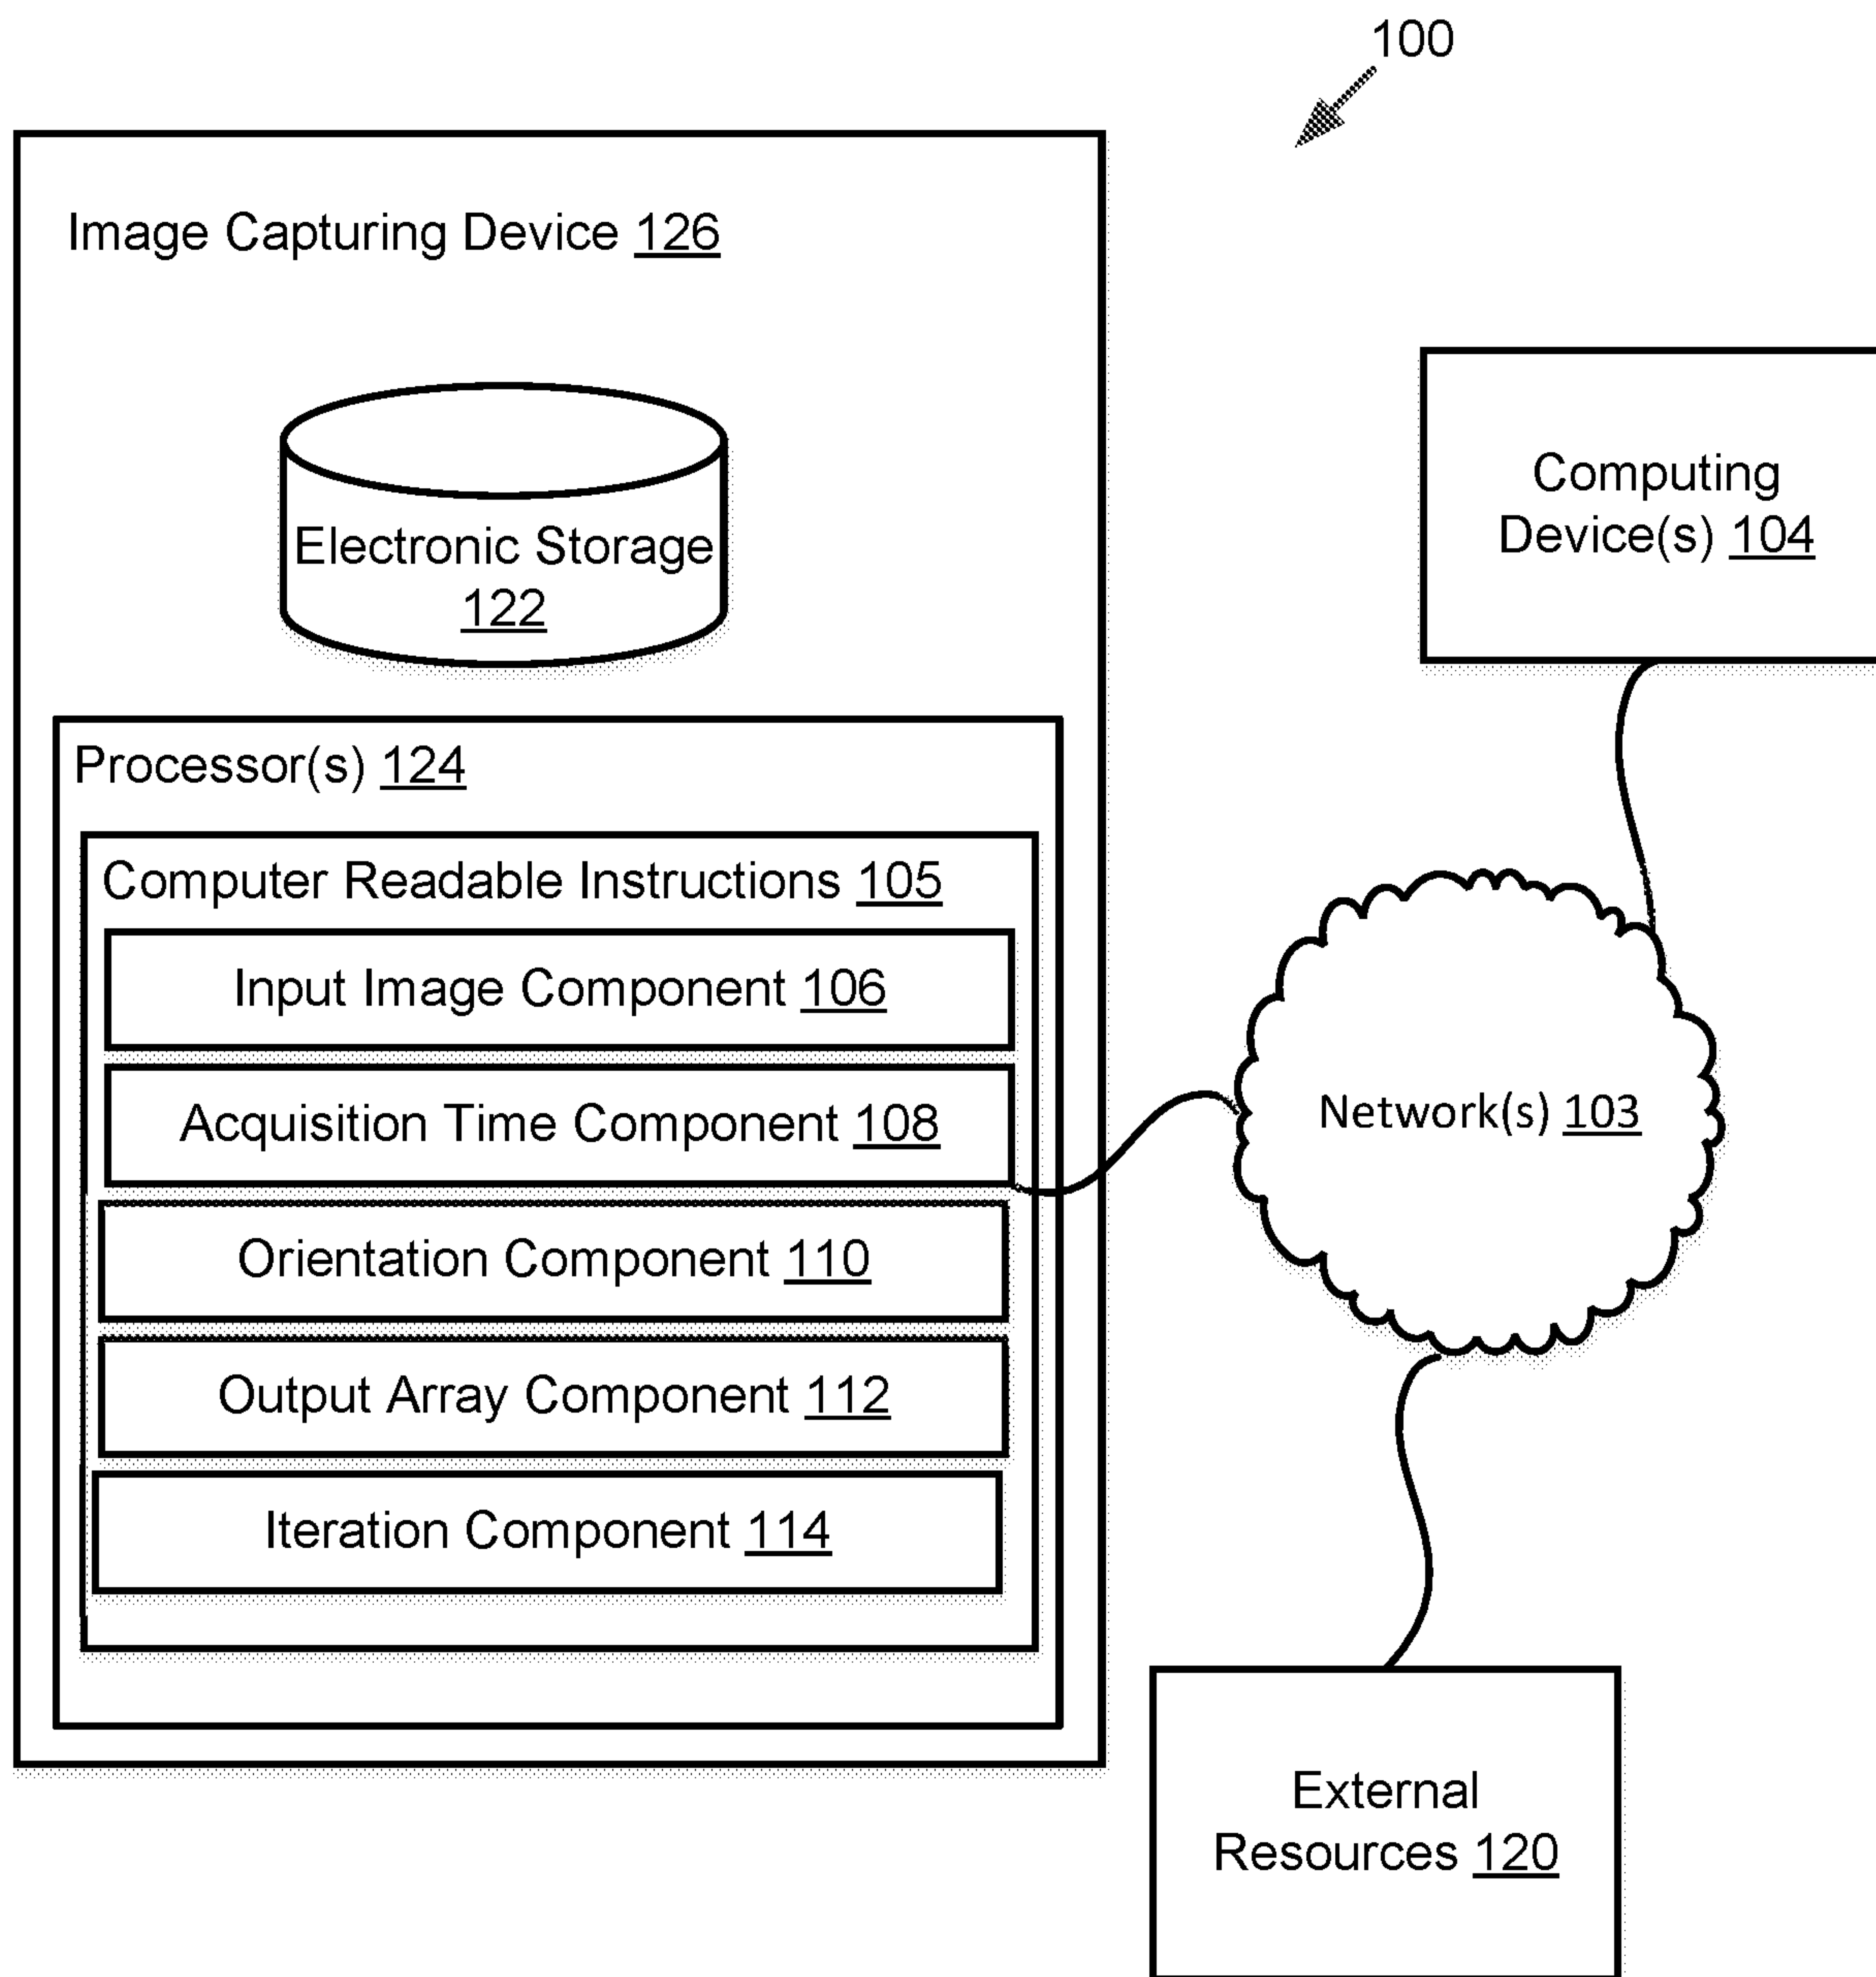 100
Image Capturing Device 126
Electronic Storage
122
Computing
Device(s) 104
Processor(s) 124
Computer Readable Instructions 105
Input Image Component 106
Acquisition Time Component 108
Network(s) 103
Orientation Component 110
Output Array Component 112
Iteration Component 114
External
Resources 120